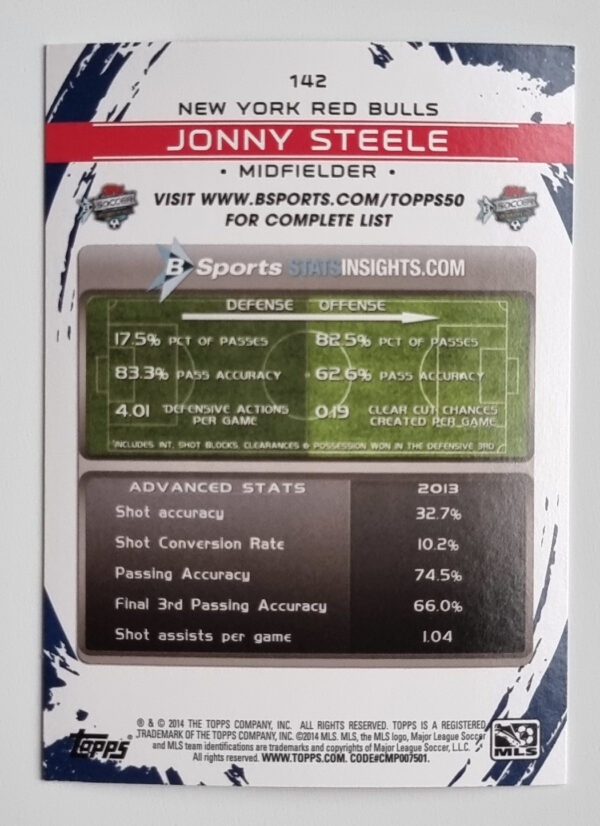 142
NEW YORK RED BULLS
JONNY STEELE
• MIDFIELDER •
VISIT WWW.BSPORTS.COM/TOPPS50
FOR COMPLETE LIST
SOCCER
SOCCER
B Sports STATSINSIGHTS.COM
DEFENSE OFFENSE
17.5% PCT OF PASSES 82.5% PCT OF PASSES
83.3% PASS ACCURACY 62.6% PASS ACCURACY
4.01 *DEFENSIVE ACTIONS PER GAME 0.19 CLEAR CUT CHANCES CREATED PER GAME
*INCLUDES INT, SHOT BLOCKS, CLEARANCES & POSSESSION WON IN THE DEFENSIVE 3RD
ADVANCED STATS 2013
Shot accuracy 32.7%
Shot Conversion Rate 10.2%
Passing Accuracy 74.5%
Final 3rd Passing Accuracy 66.0%
Shot assists per game 1.04
® & © 2014 THE TOPPS COMPANY, INC. ALL RIGHTS RESERVED. TOPPS IS A REGISTERED
TRADEMARK OF THE TOPPS COMPANY, INC. ©2014 MLS. MLS, the MLS logo, Major League Soccer
and MLS team identifications are trademarks and copyrights of Major League Soccer, L.L.C.
All rights reserved. WWW.TOPPS.COM. CODE#CMP007501.
Topps®
MLS